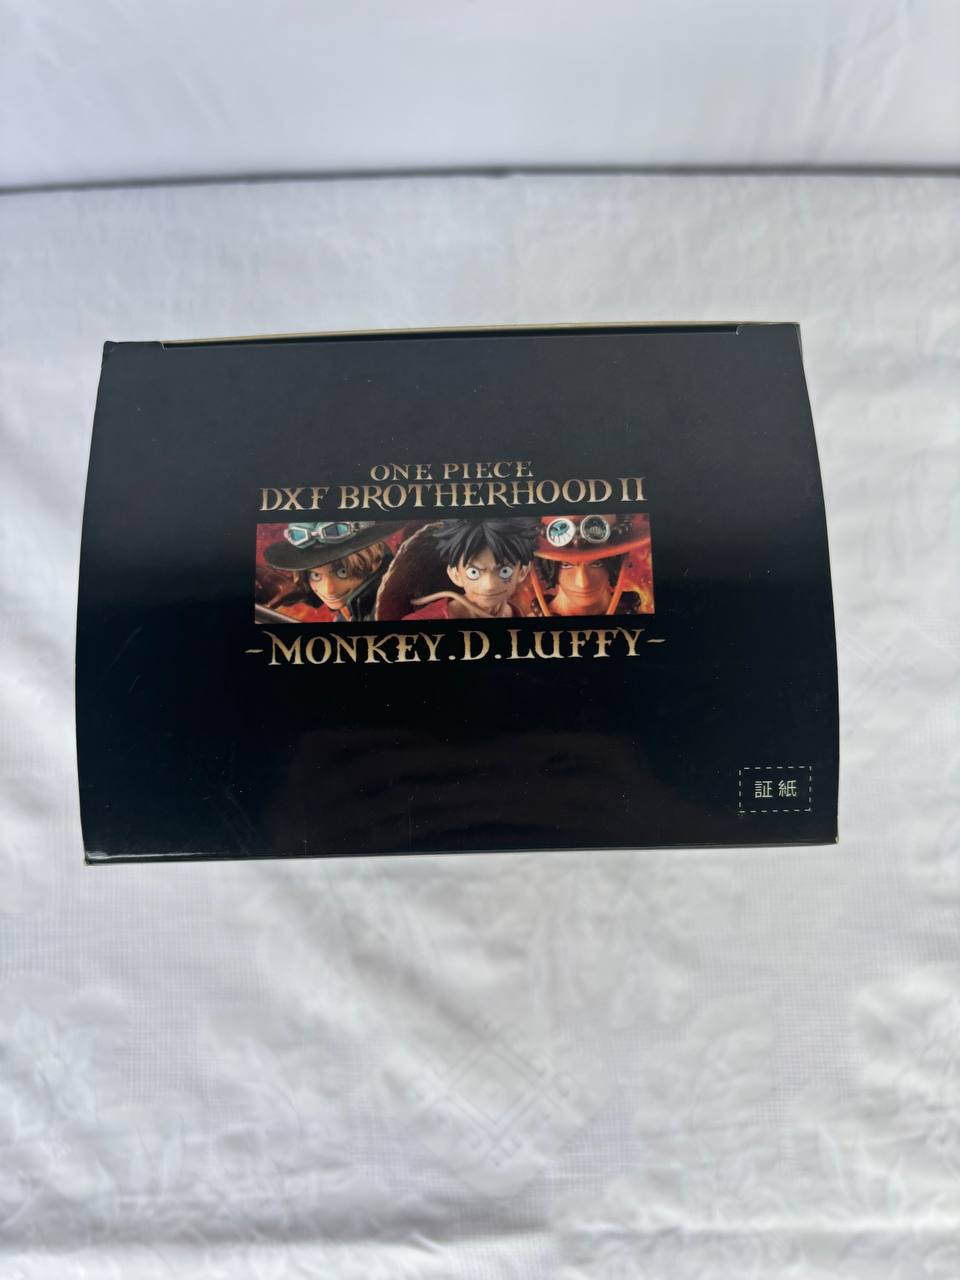 ONE PIECE
DXF BROTHERHOOD II
-MONKEY.D.LUFFY-
証紙